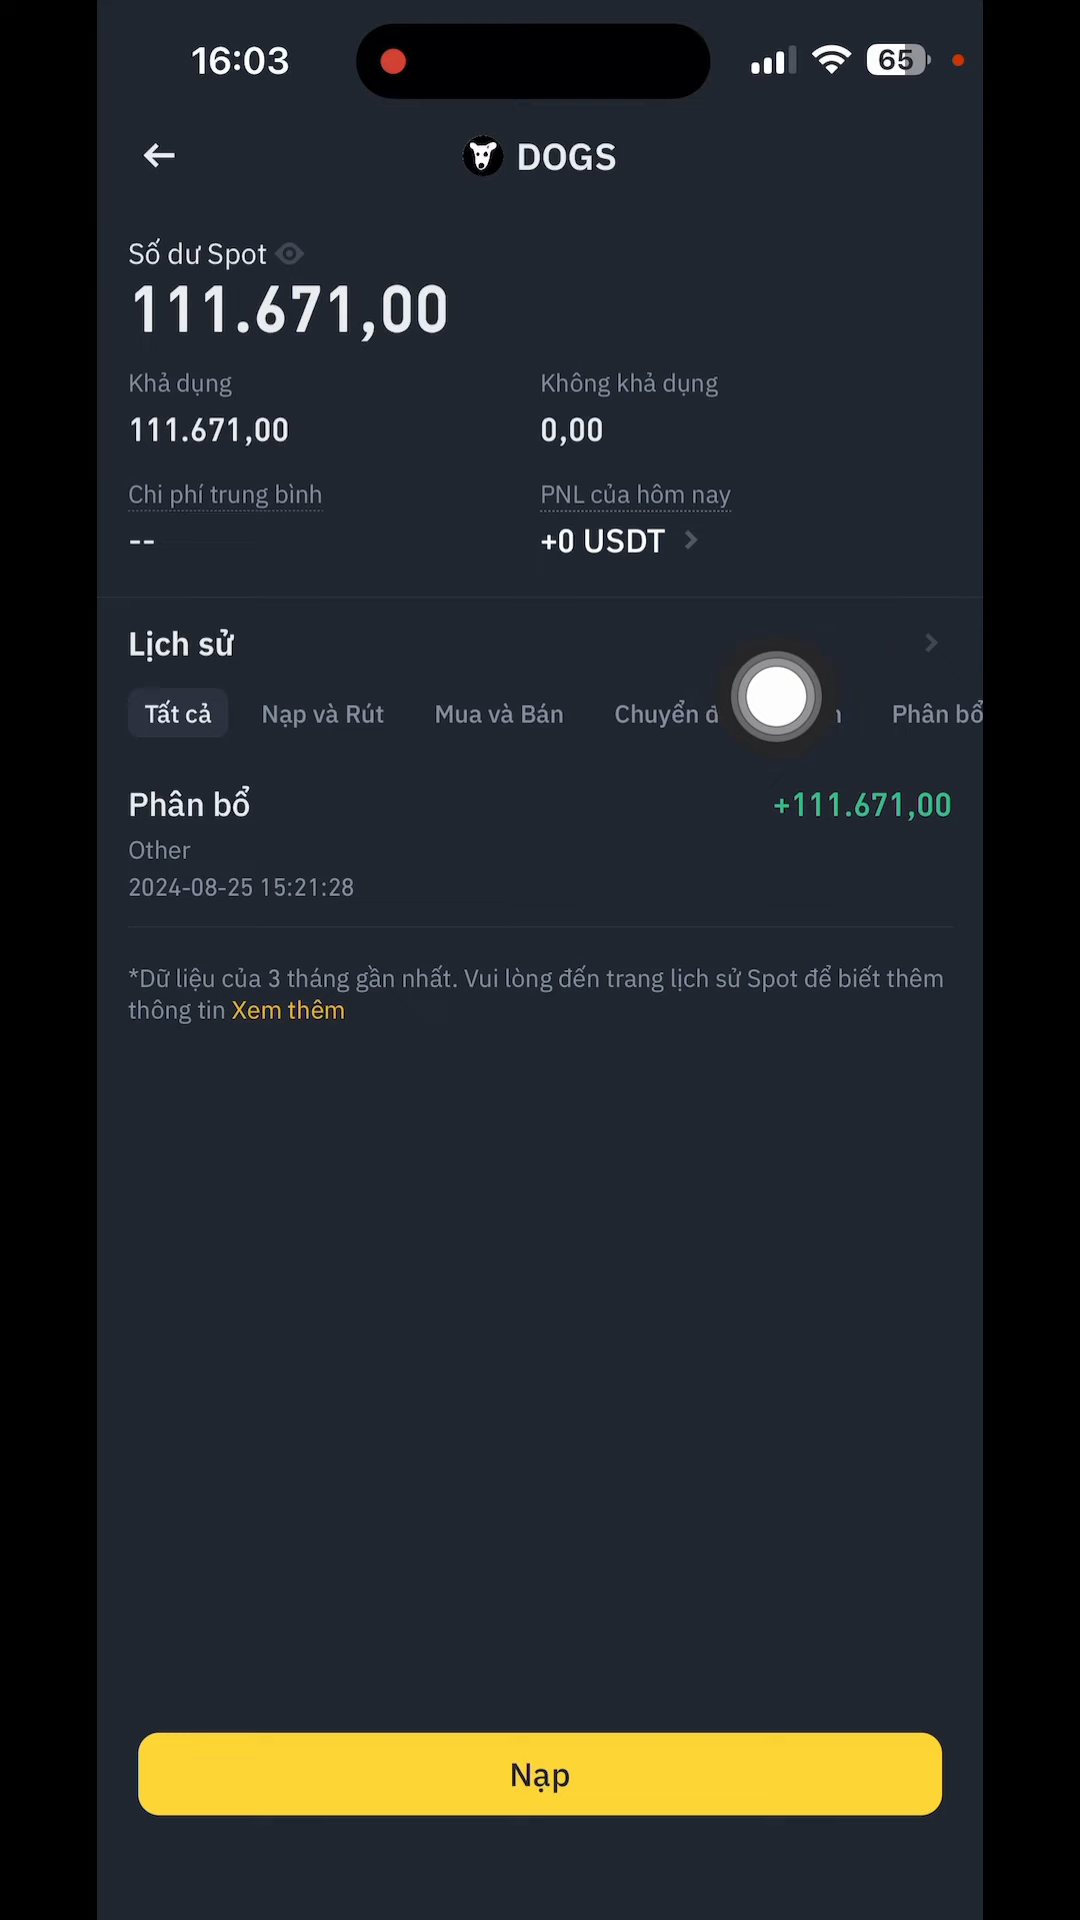 16:03
65
DOGS
Số dư Spot
111.671,00
Khả dụng
Không khả dụng
111.671,00
0,00
Chi phí trung bình
PNL của hôm nay
--
+0 USDT
Lịch sử
Tất cả
Nạp và Rút
Mua và Bán
Chuyển
Phân bổ
Phân bổ
+111.671,00
Other
2024-08-25 15:21:28
*Dữ liệu của 3 tháng gần nhất. Vui lòng đến trang lịch sử Spot để biết thêm
thông tin Xem thêm
Nạp